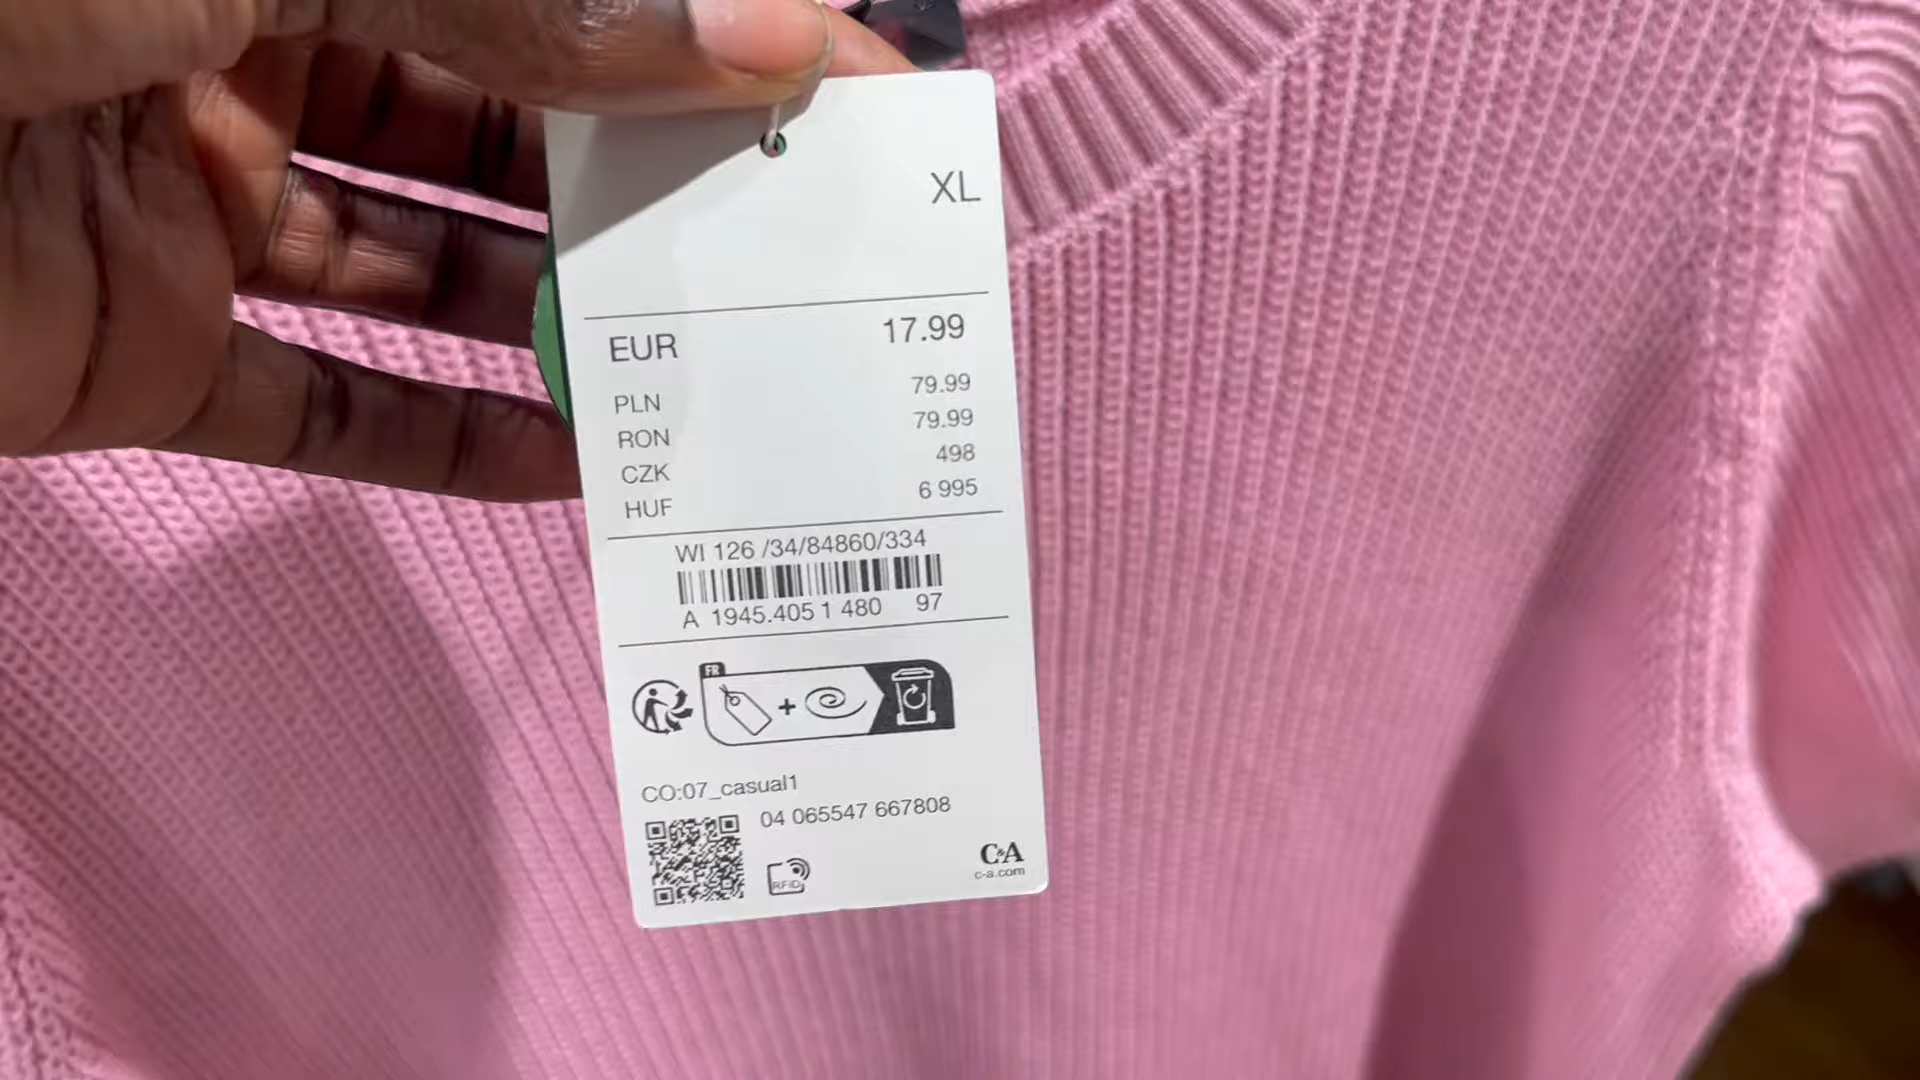 XL
EUR 17.99
PLN 79.99
RON 79.99
CZK 498
HUF 6 995
WI 126 /34/84860/334
A 1945.405 1 480 97
FR
+
CO:07_casual1
04 065547 667808
RFID
C&A
c-a.com